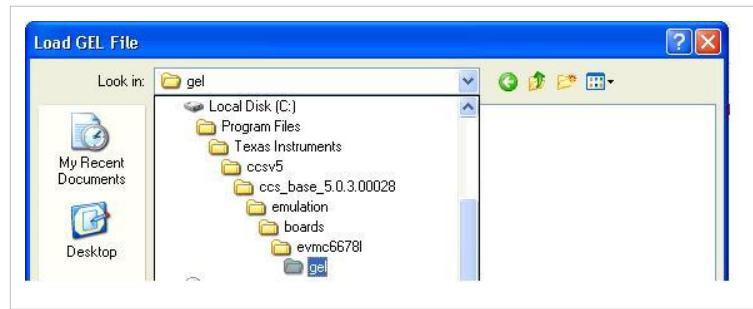 Load GEL File
Look in: gel
Local Disk (C:)
Program Files
Texas Instruments
ccsv5
ccs_base_5.0.3.00028
emulation
boards
evmc6678l
gel
My Recent
Documents
Desktop